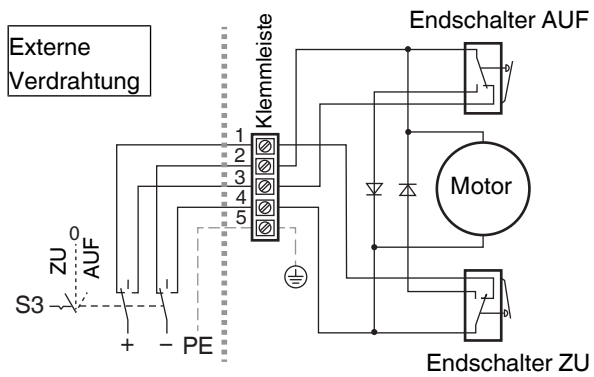 Externe
Verdrahtung
Klemmleiste
Endschalter AUF
1
2
3
4
5
Motor
ZU
0
AUF
S3
+
−
PE
Endschalter ZU